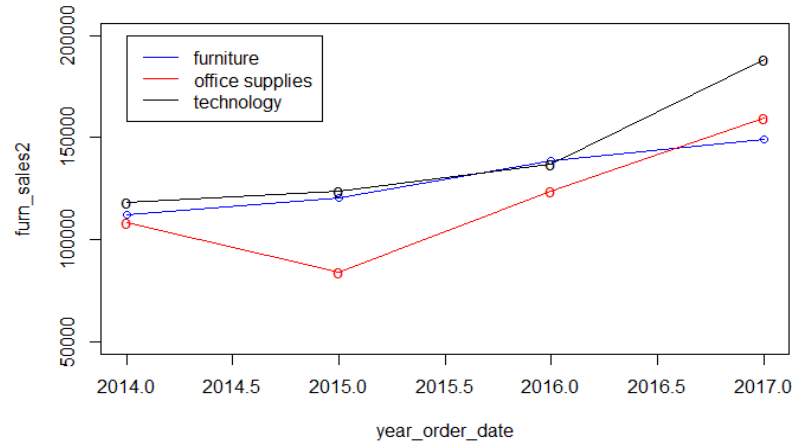 furniture
office supplies
technology
200000
150000
100000
50000
furn_sales2
2014.0 2014.5 2015.0 2015.5 2016.0 2016.5 2017.0
year_order_date